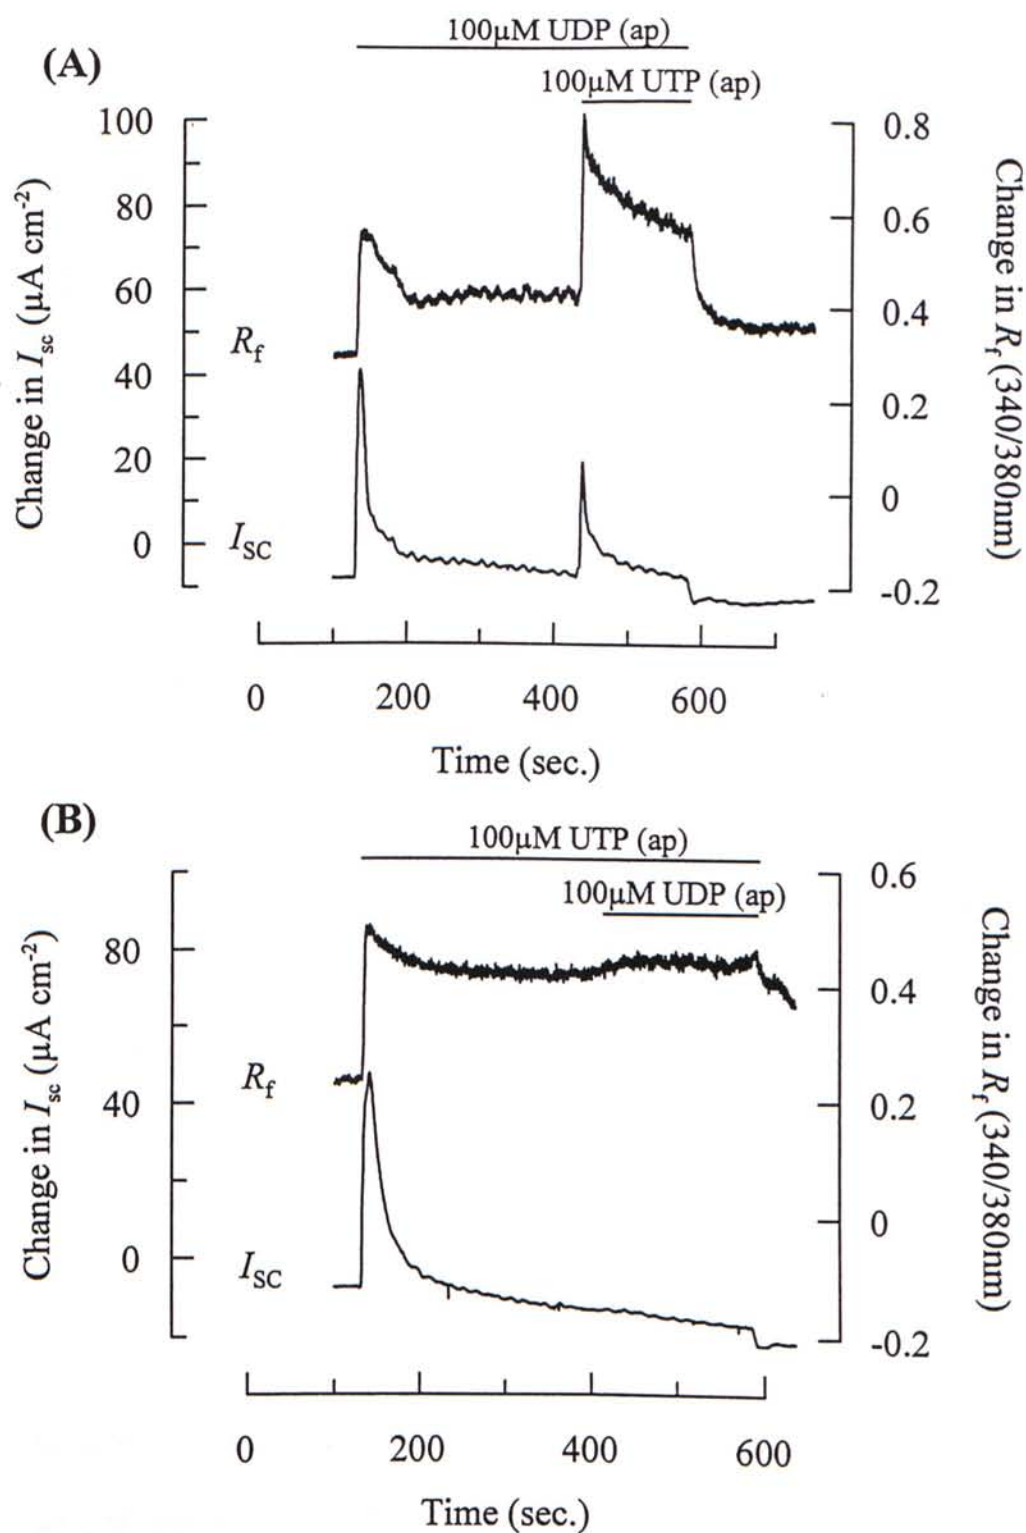 (A)
100μM UDP (ap)
100μM UTP (ap)
Change in Isc (μA cm-2)
100
80
60
40
20
0
Rf
ISC
0.8
0.6
0.4
0.2
0
-0.2
Change in Rf (340/380nm)
0 200 400 600
Time (sec.)
(B)
100μM UTP (ap)
100μM UDP (ap)
Change in Isc (μA cm-2)
80
40
0
Rf
ISC
0.6
0.4
0.2
0
-0.2
Change in Rf (340/380nm)
0 200 400 600
Time (sec.)